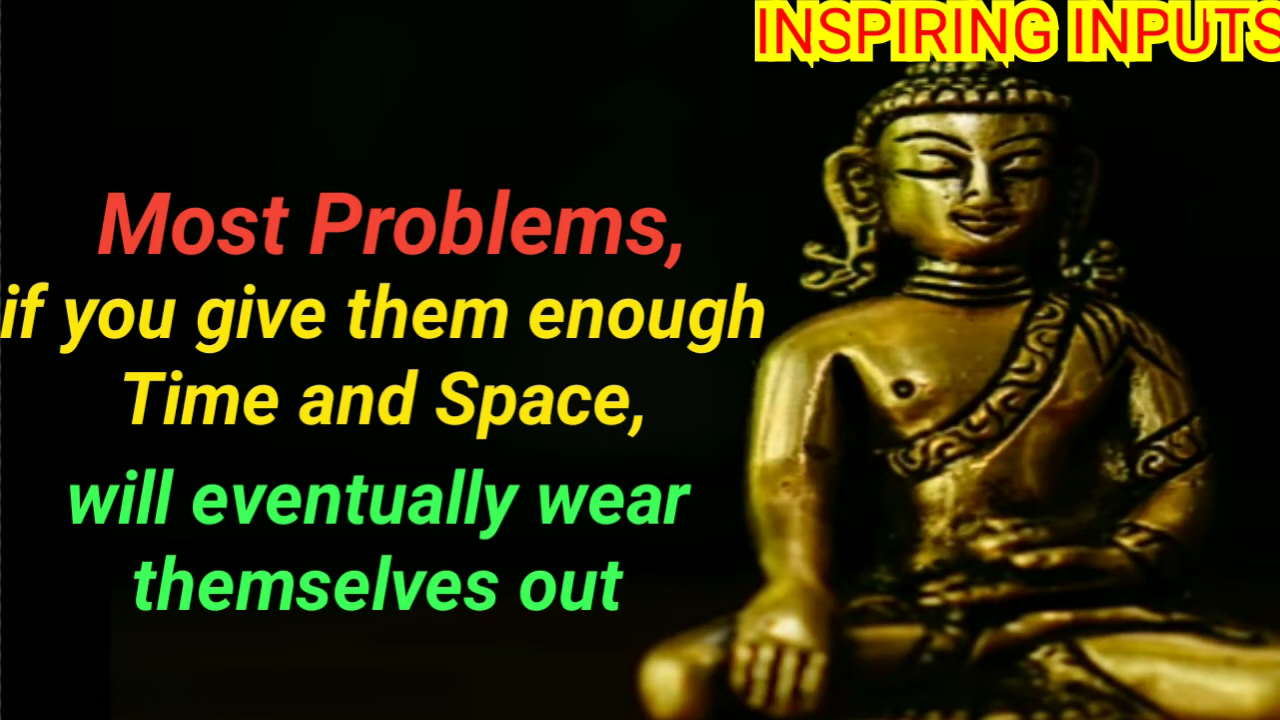 INSPIRING INPUTS
Most Problems,
if you give them enough
Time and Space,
will eventually wear
themselves out